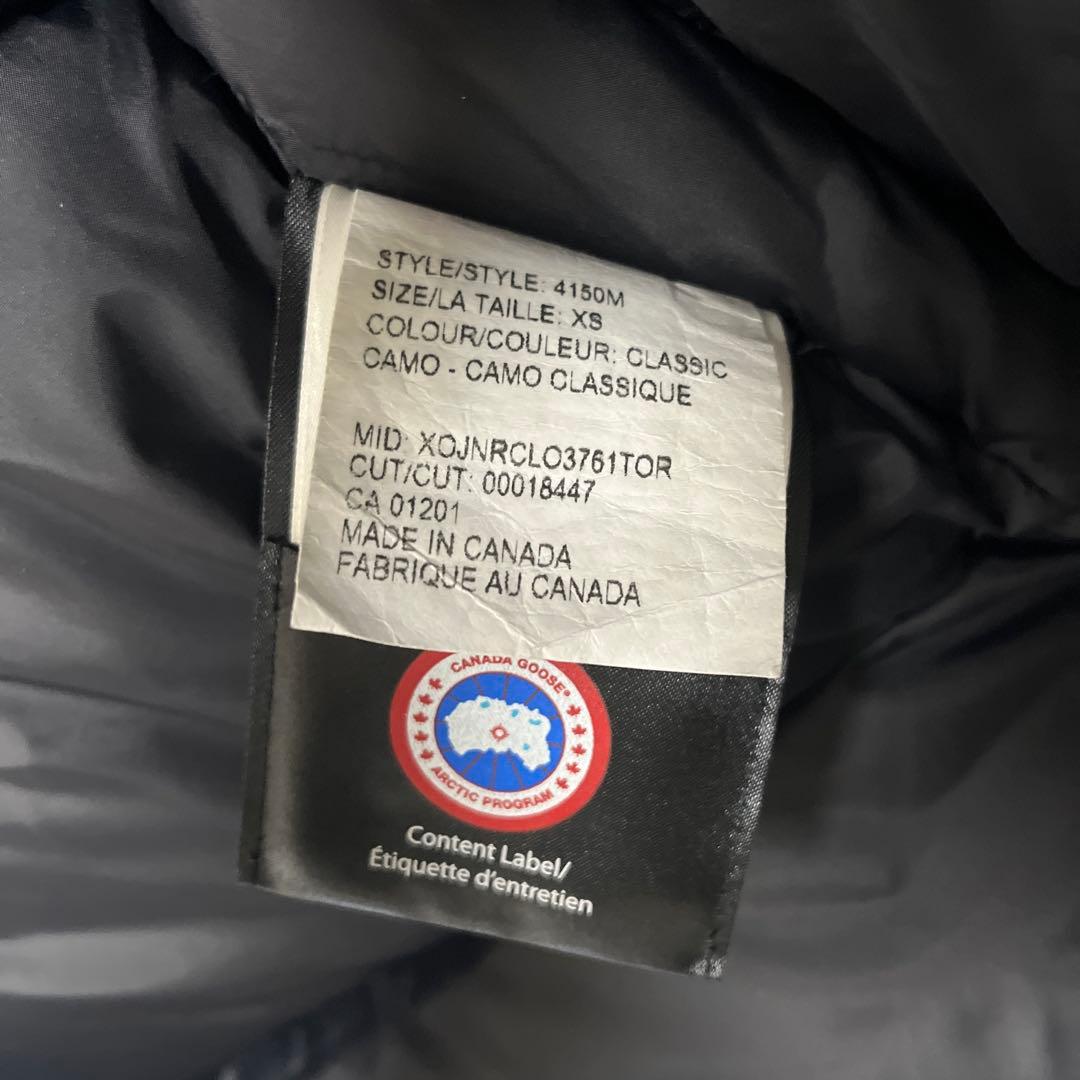 STYLE/STYLE: 4150M
SIZE/LA TAILLE: XS
COLOUR/COULEUR: CLASSIC
CAMO - CAMO CLASSIQUE
MID: XOJNRCLO3761TOR
CUT/CUT: 00018447
CA 01201
MADE IN CANADA
FABRIQUE AU CANADA
CANADA GOOSE®
ARCTIC PROGRAM
Content Label/
Étiquette d'entretien